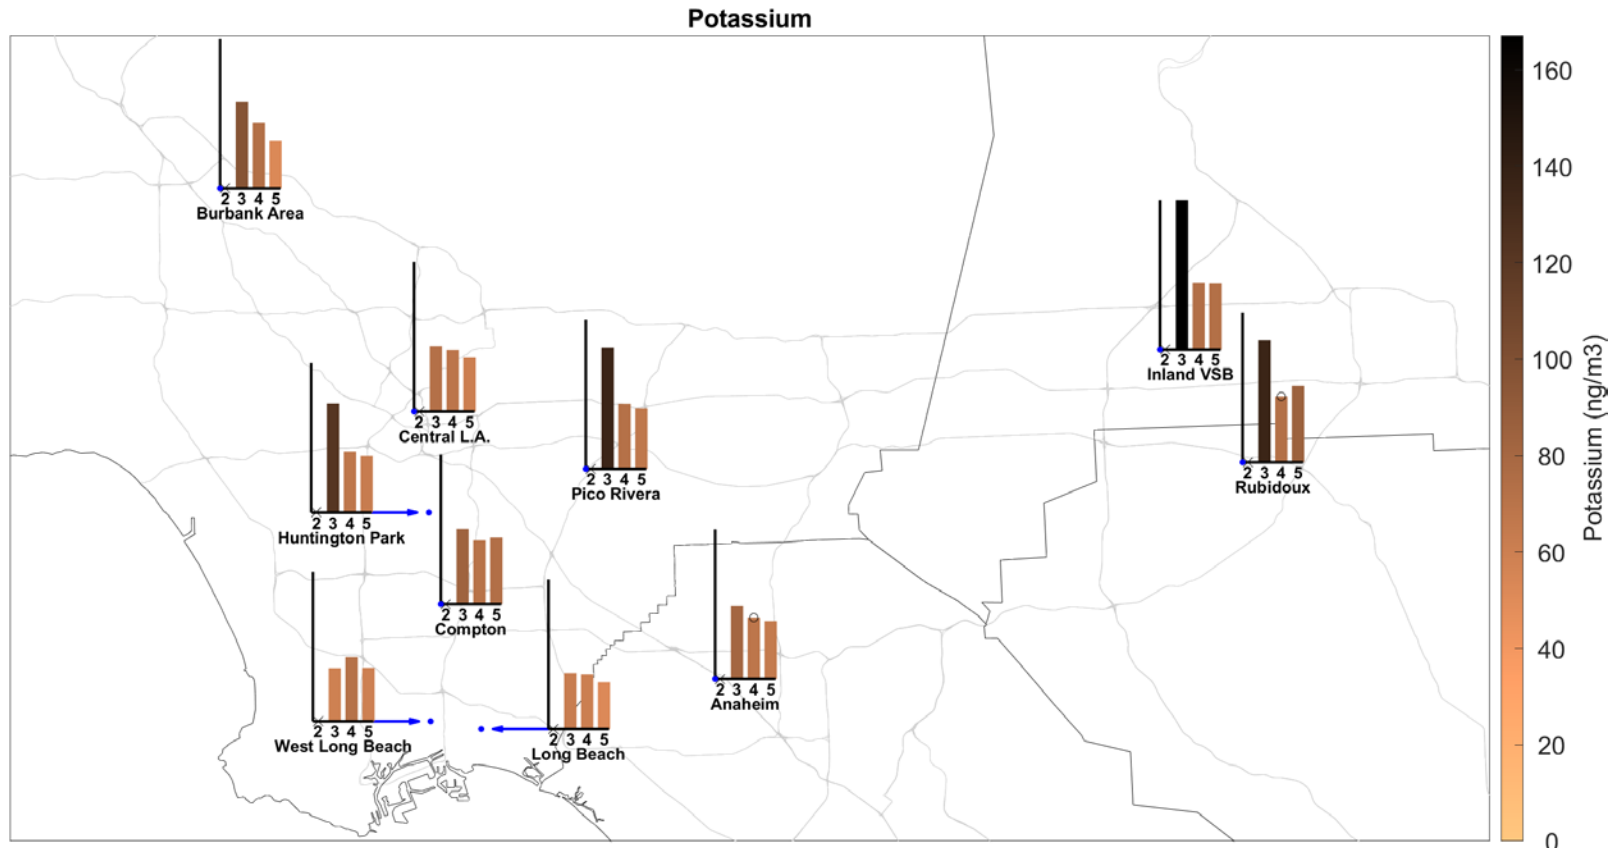 Potassium
2 3 4 5
Burbank Area
2 3 4 5
Inland VSB
2 3 4 5
Central L.A.
2 3 4 5
Rubidoux
2 3 4 5
Pico Rivera
2 3 4 5
Huntington Park
2 3 4 5
Compton
2 3 4 5
Anaheim
2 3 4 5
West Long Beach
2 3 4 5
Long Beach
160
140
120
100
80
60
40
20
0
Potassium (ng/m3)